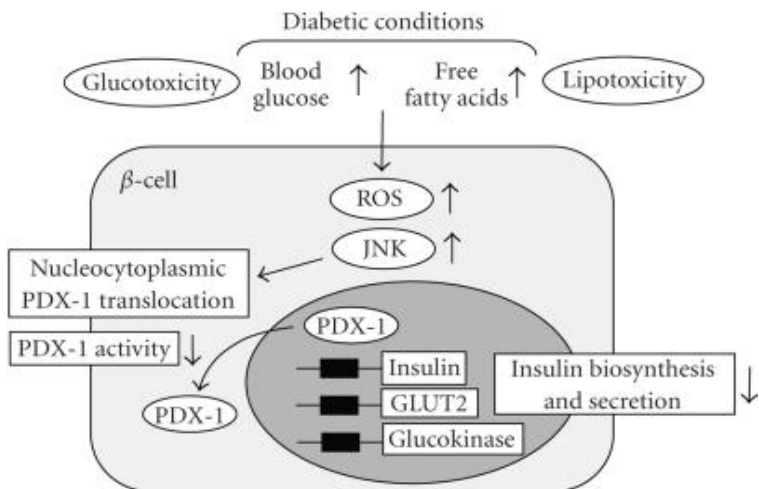 Diabetic conditions
Glucotoxicity
Blood
glucose ↑
Free
fatty acids ↑
Lipotoxicity
β-cell
ROS ↑
JNK ↑
Nucleocytoplasmic
PDX-1 translocation
PDX-1 activity ↓
PDX-1
PDX-1
Insulin
GLUT2
Glucokinase
Insulin biosynthesis
and secretion ↓